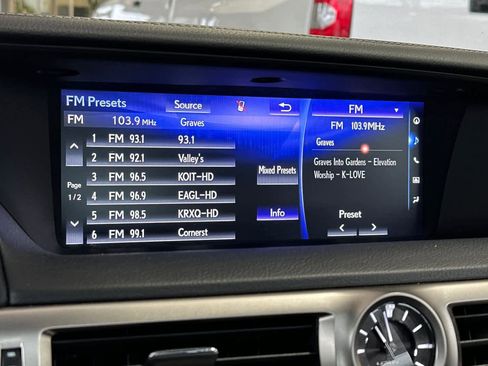 FM Presets Source
FM 103.9 MHz Graves
1 FM 93.1 93.1
2 FM 92.1 Valley's
3 FM 96.5 KOIT-HD
4 FM 96.9 EAGL-HD
5 FM 98.5 KRXQ-HD
6 FM 99.1 Cornerst
Page
1/2
Mixed Presets
Info
FM
FM 103.9MHz
Graves
Graves Into Gardens - Elevation
Worship - K-LOVE
Preset